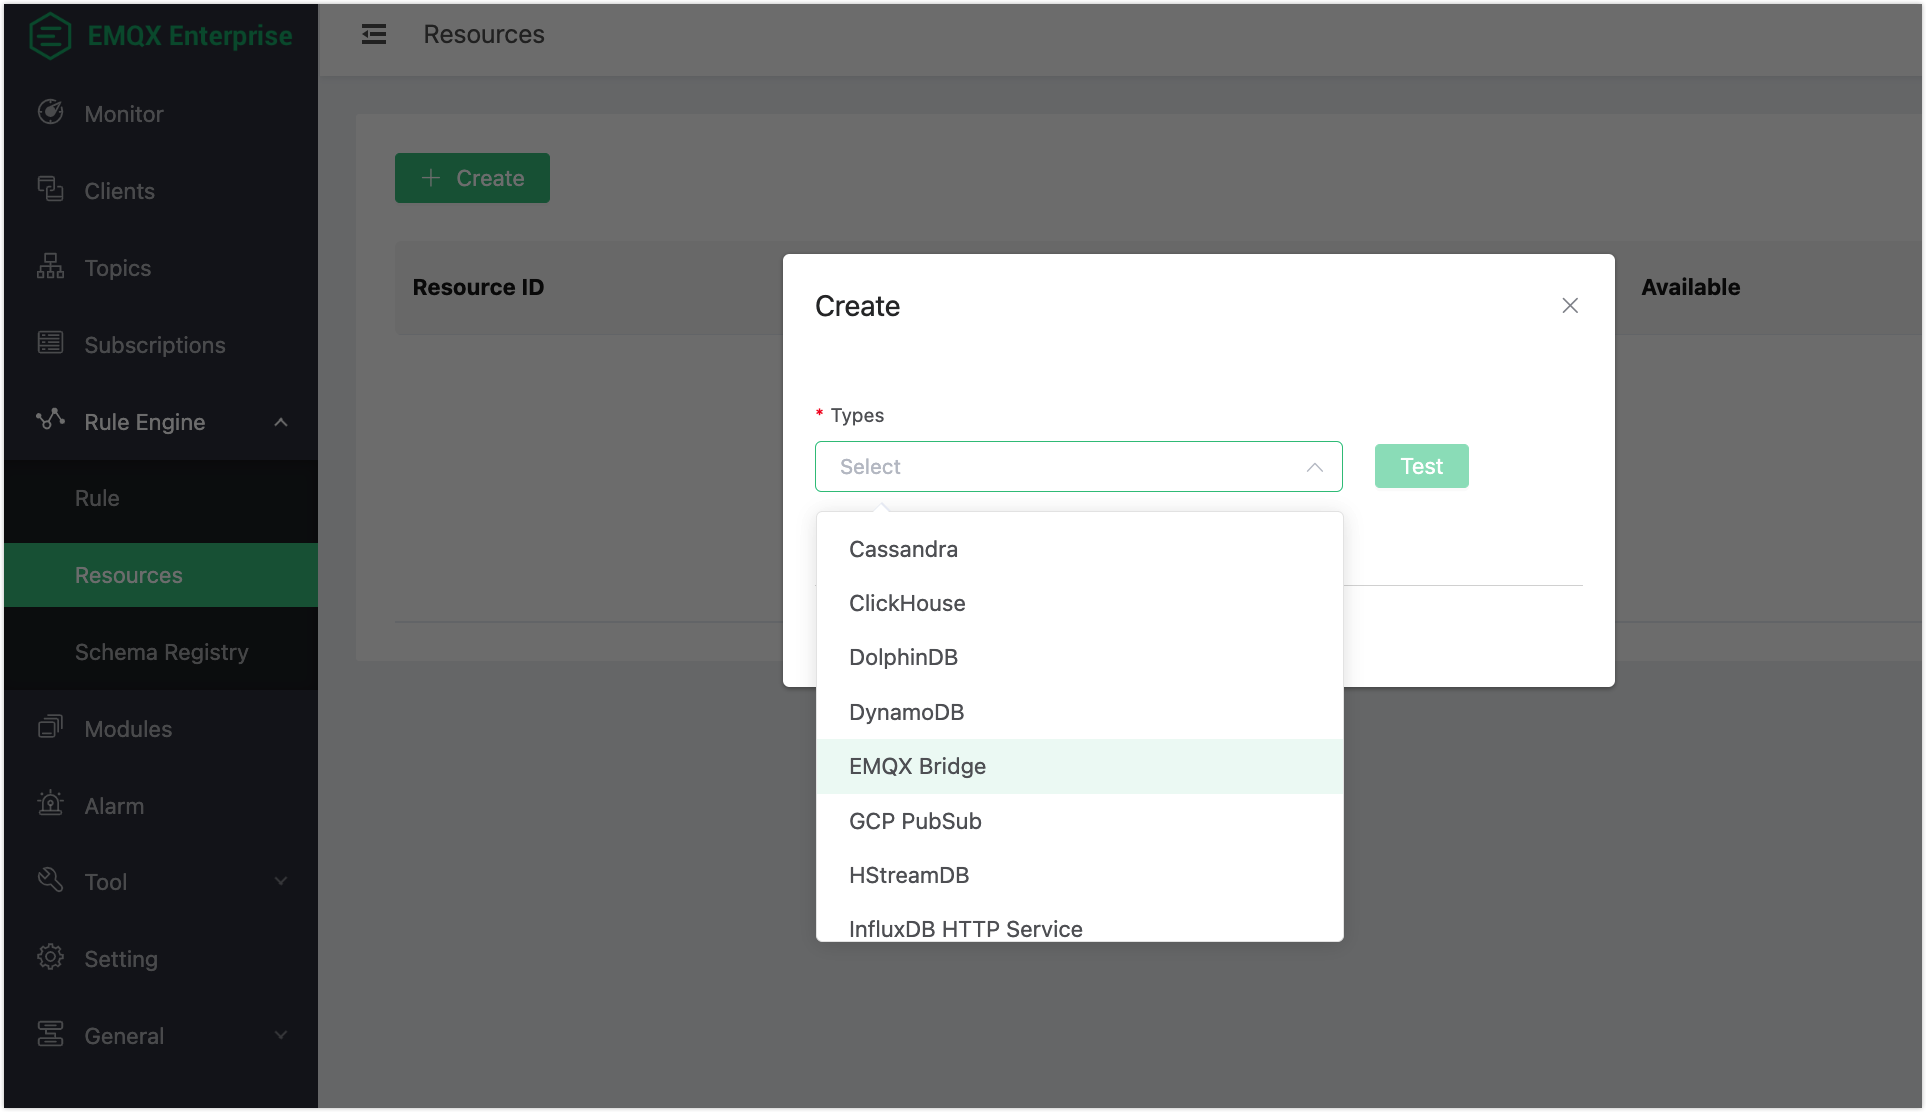 EMQX Enterprise
Resources
Monitor
Clients
Topics
Subscriptions
Rule Engine
Rule
Resources
Schema Registry
Modules
Alarm
Tool
Setting
General
Create
Resource ID
Available
Create
* Types
Select
Test
Cassandra
ClickHouse
DolphinDB
DynamoDB
EMQX Bridge
GCP PubSub
HStreamDB
InfluxDB HTTP Service